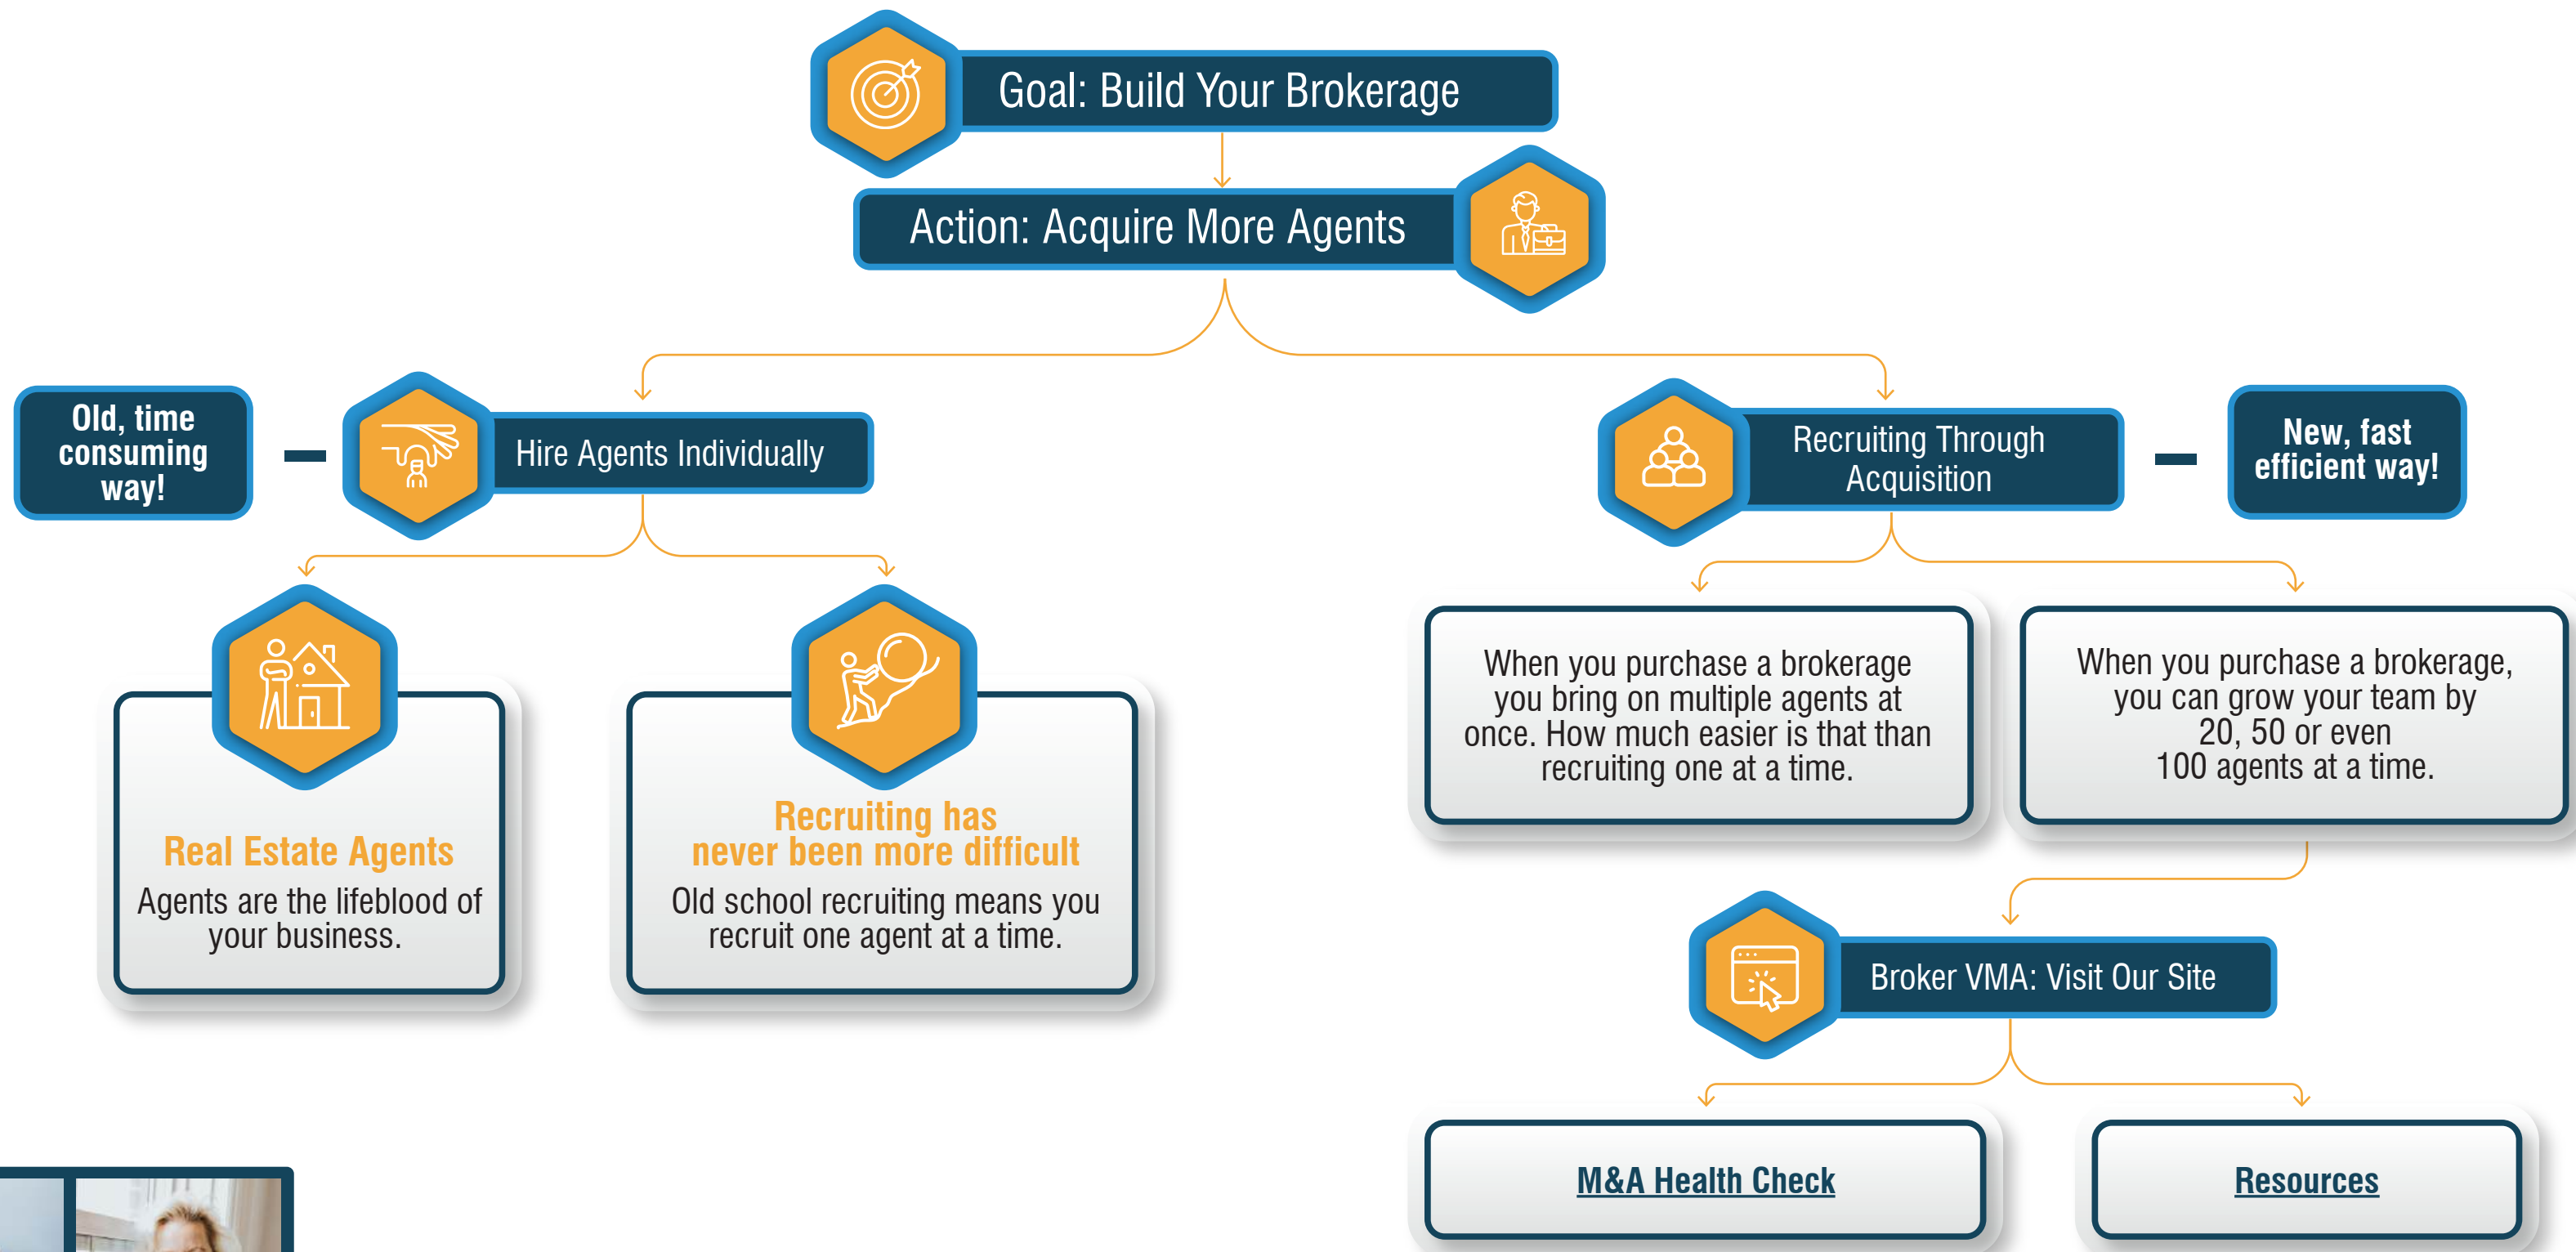 Goal: Build Your Brokerage
Action: Acquire More Agents
Old, time
consuming
way!
Hire Agents Individually
Recruiting Through
Acquisition
New, fast
efficient way!
Real Estate Agents
Agents are the lifeblood of
your business.
Recruiting has
never been more difficult
Old school recruiting means you
recruit one agent at a time.
When you purchase a brokerage
you bring on multiple agents at
once. How much easier is that than
recruiting one at a time.
When you purchase a brokerage,
you can grow your team by
20, 50 or even
100 agents at a time.
Broker VMA: Visit Our Site
M&A Health Check
Resources